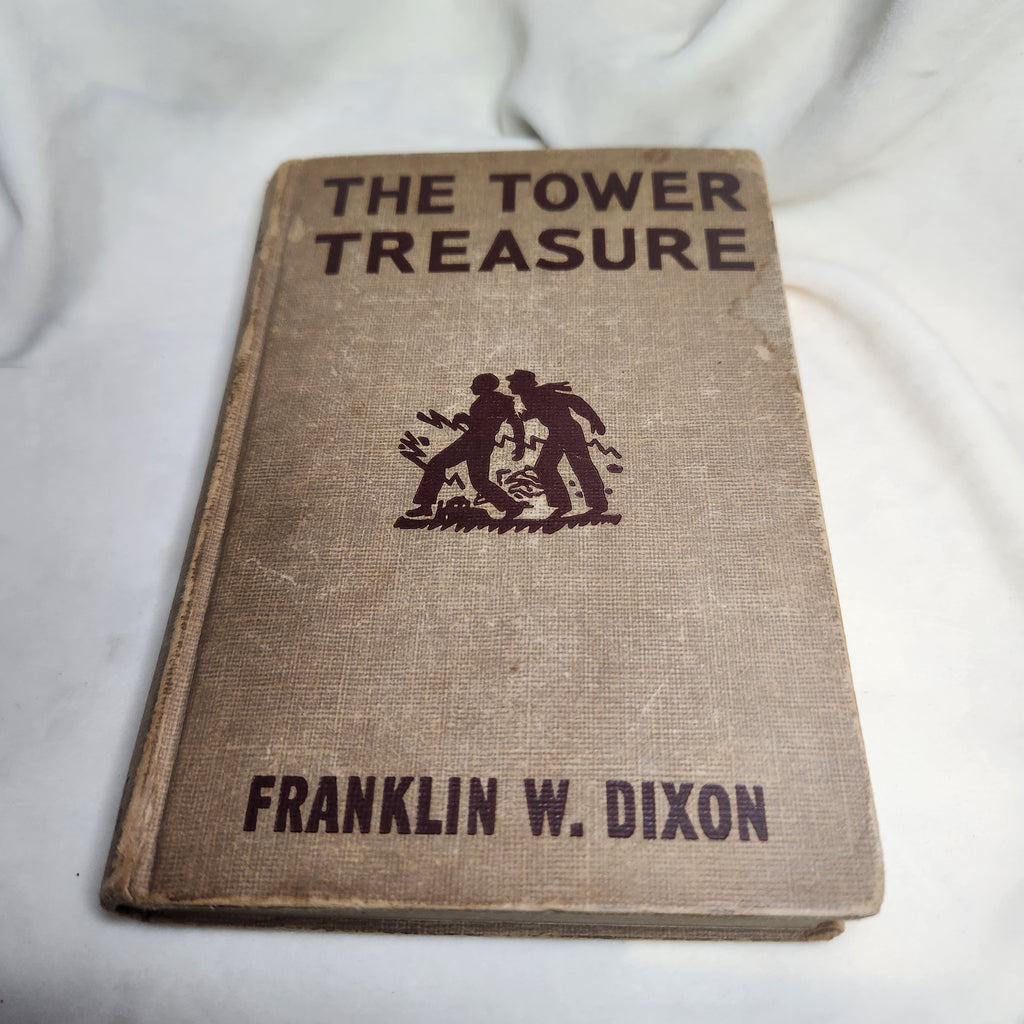 THE TOWER
TREASURE
FRANKLIN W. DIXON